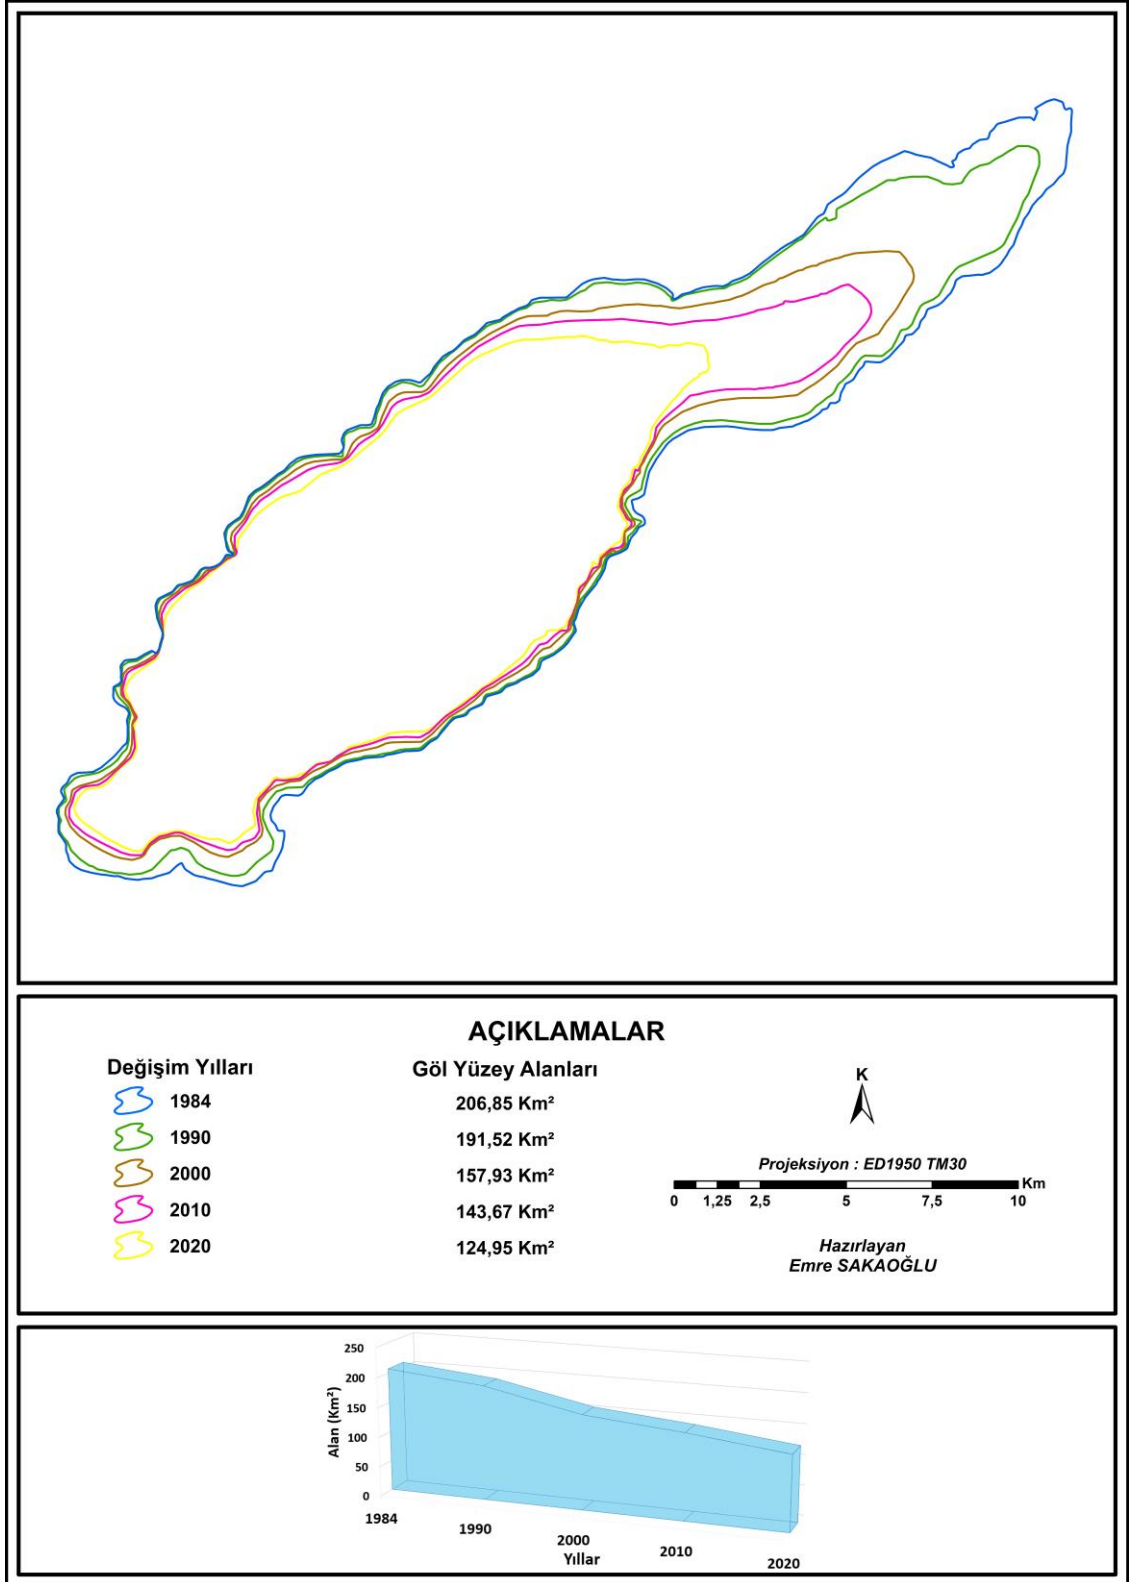 AÇIKLAMALAR
Değişim Yılları
Göl Yüzey Alanları
1984
206,85 Km²
1990
191,52 Km²
2000
157,93 Km²
2010
143,67 Km²
2020
124,95 Km²
K
Projeksiyon : ED1950 TM30
Km
0 1,25 2,5 5 7,5 10
Hazırlayan
Emre SAKAOĞLU
250
200
150
100
50
0
Alan (Km²)
1984
1990
2000
2010
2020
Yıllar